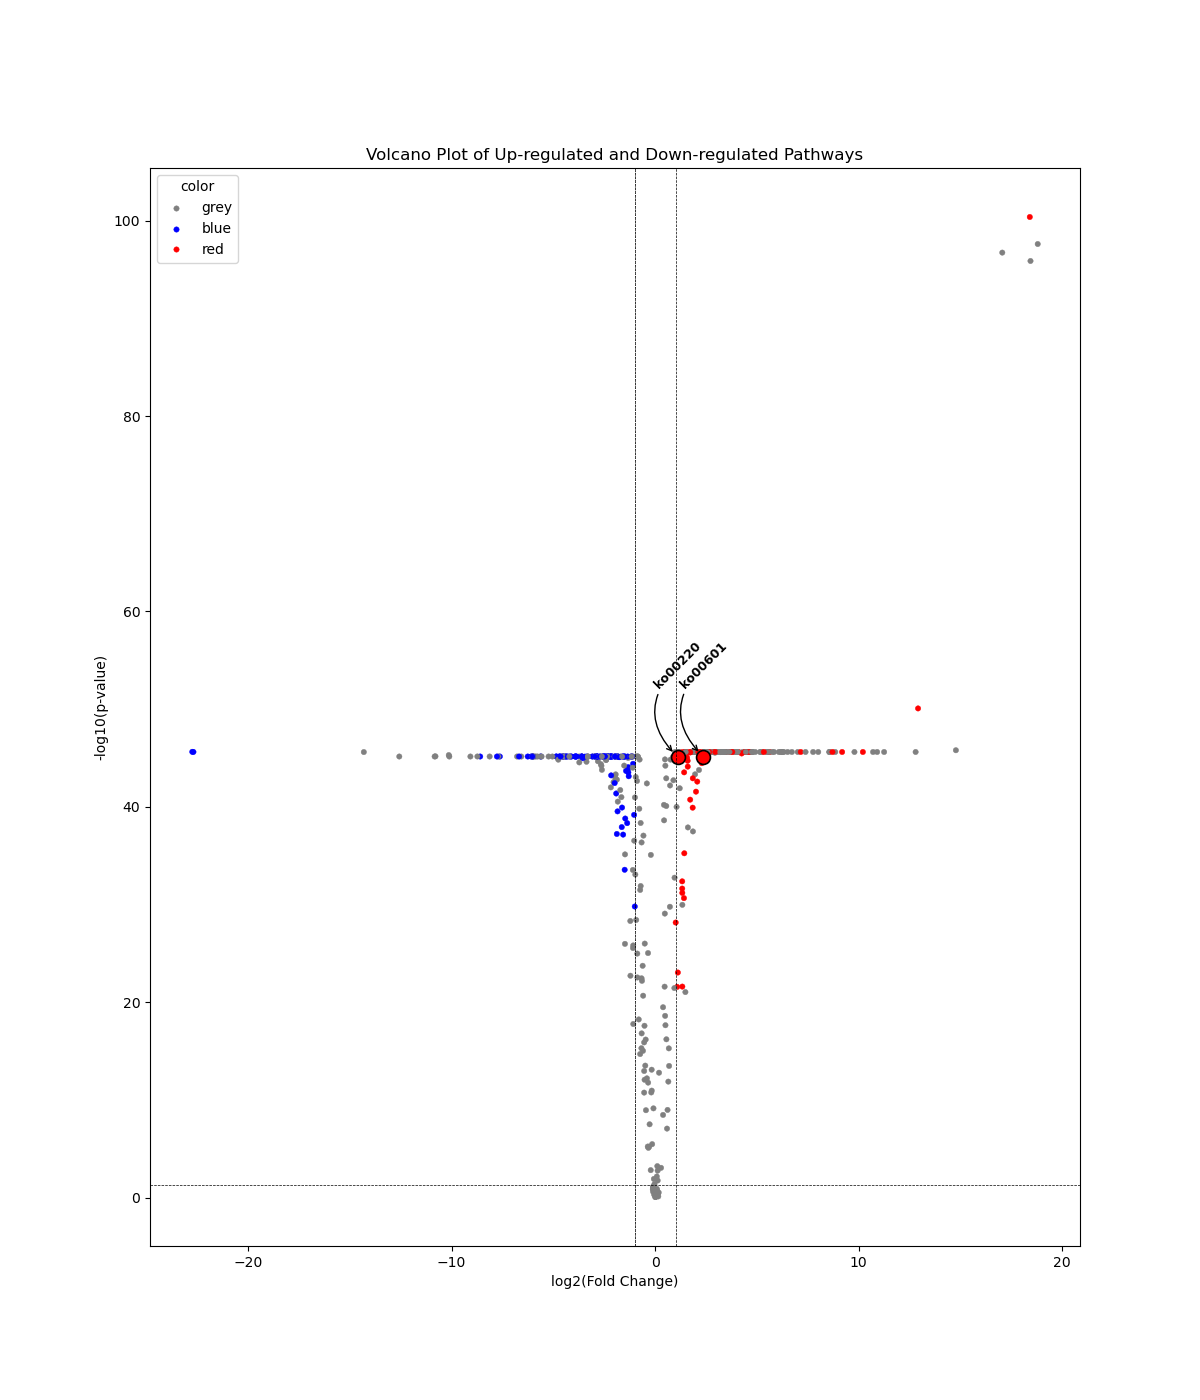 Volcano Plot of Up-regulated and Down-regulated Pathways
color
grey
blue
red
100
80
60
40
20
0
-log10(p-value)
ko00220
ko00601
−20
−10
0
10
20
log2(Fold Change)